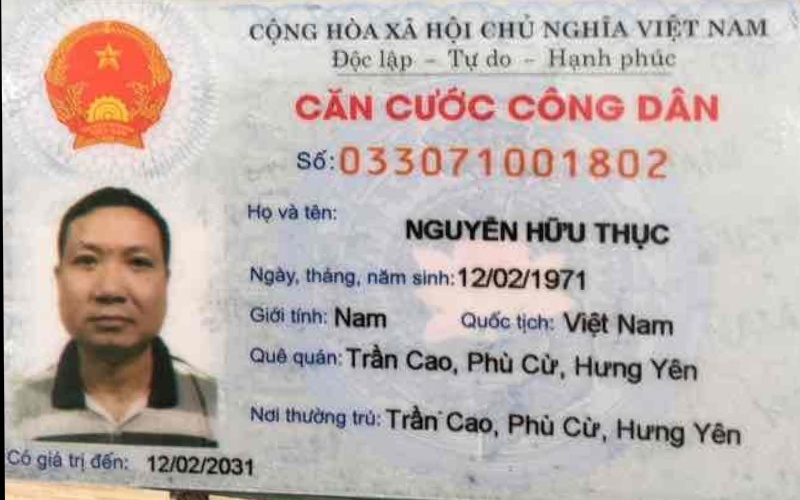 CỘNG HÒA XÃ HỘI CHỦ NGHĨA VIỆT NAM
Độc lập - Tự do - Hạnh phúc
CĂN CƯỚC CÔNG DÂN
Số: 033071001802
Họ và tên:
NGUYỄN HỮU THỤC
Ngày, tháng, năm sinh: 12/02/1971
Giới tính: Nam Quốc tịch: Việt Nam
Quê quán: Trần Cao, Phù Cừ, Hưng Yên
Nơi thường trú: Trần Cao, Phù Cừ, Hưng Yên
Có giá trị đến: 12/02/2031